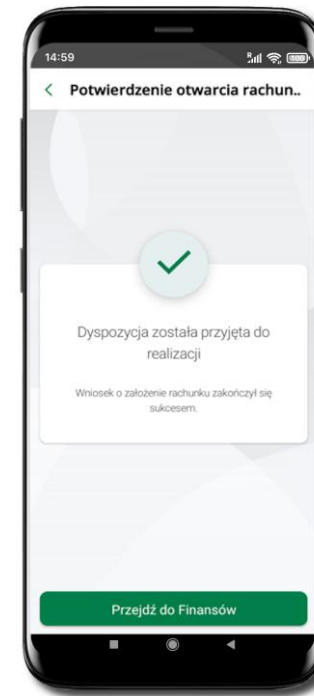 14:59
Potwierdzenie otwarcia rachun..
Dyspozycja została przyjęta do
realizacji
Wniosek o założenie rachunku zakończył się
sukcesem.
Przejdź do Finansów